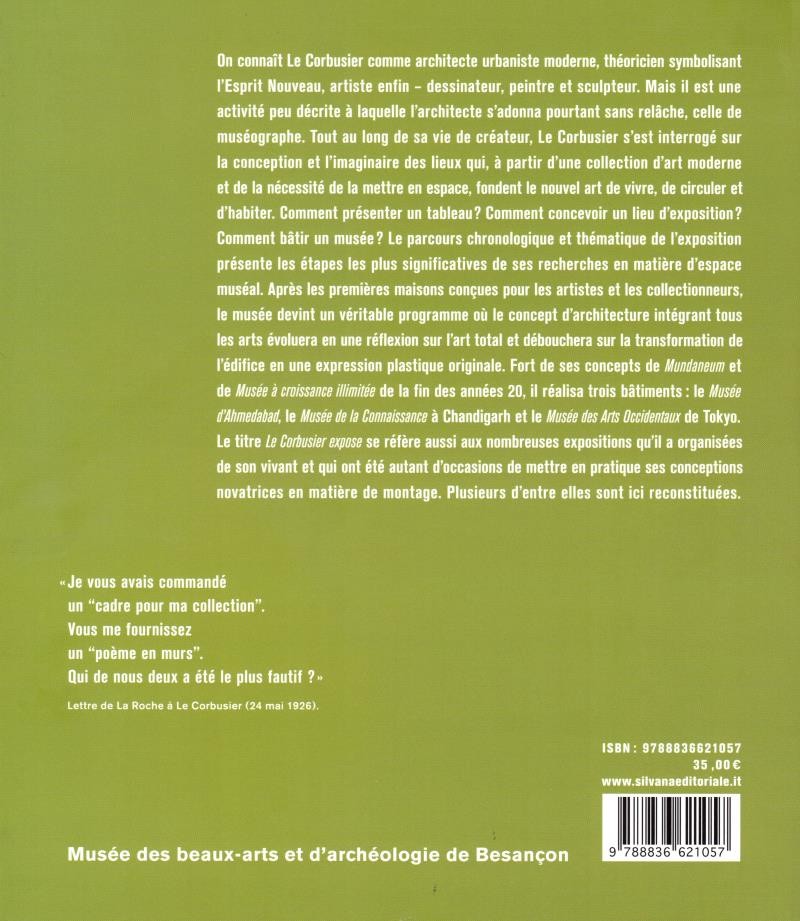 On connaît Le Corbusier comme architecte urbaniste moderne, théoricien symbolisant
l'Esprit Nouveau, artiste enfin – dessinateur, peintre et sculpteur. Mais il est une
activité peu décrite à laquelle l'architecte s'adonna pourtant sans relâche, celle de
muséographe. Tout au long de sa vie de créateur, Le Corbusier s'est interrogé sur
la conception et l'imaginaire des lieux qui, à partir d'une collection d'art moderne
et de la nécessité de la mettre en espace, fondent le nouvel art de vivre, de circuler et
d'habiter. Comment présenter un tableau? Comment concevoir un lieu d'exposition?
Comment bâtir un musée? Le parcours chronologique et thématique de l'exposition
présente les étapes les plus significatives de ses recherches en matière d'espace
muséal. Après les premières maisons conçues pour les artistes et les collectionneurs,
le musée devint un véritable programme où le concept d'architecture intégrant tous
les arts évoluera en une réflexion sur l'art total et débouchera sur la transformation de
l'édifice en une expression plastique originale. Fort de ses concepts de Mundaneum et
de Musée à croissance illimitée de la fin des années 20, il réalisa trois bâtiments : le Musée
d'Ahmedabad, le Musée de la Connaissance à Chandigarh et le Musée des Arts Occidentaux de Tokyo.
Le titre Le Corbusier expose se réfère aussi aux nombreuses expositions qu'il a organisées
de son vivant et qui ont été autant d'occasions de mettre en pratique ses conceptions
novatrices en matière de montage. Plusieurs d'entre elles sont ici reconstituées.
«Je vous avais commandé
un "cadre pour ma collection".
Vous me fournissez
un "poème en murs".
Qui de nous deux a été le plus fautif ?»
Lettre de La Roche à Le Corbusier (24 mai 1926).
ISBN : 9788836621057
35 ,00 €
www.silvanaeditoriale.it
9 788836 621057
Musée des beaux-arts et d'archéologie de Besançon